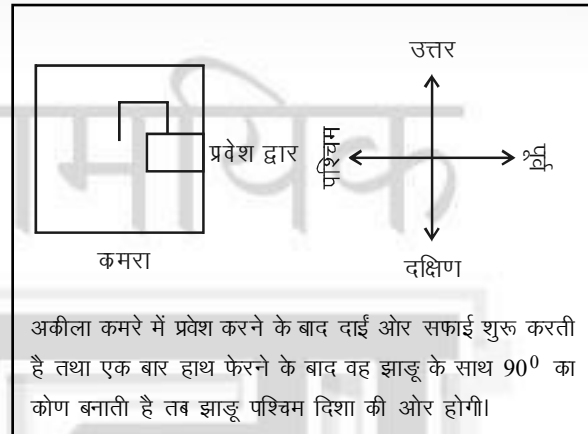 उत्तर
प्रवेश द्वार
पश्चिम
पूर्व
कमरा
दक्षिण
अकीला कमरे में प्रवेश करने के बाद दाईं ओर सफाई शुरू करती
है तथा एक बार हाथ फेरने के बाद वह झाड़ू के साथ 90⁰ का
कोण बनाती है तब झाड़ू पश्चिम दिशा की ओर होगी।